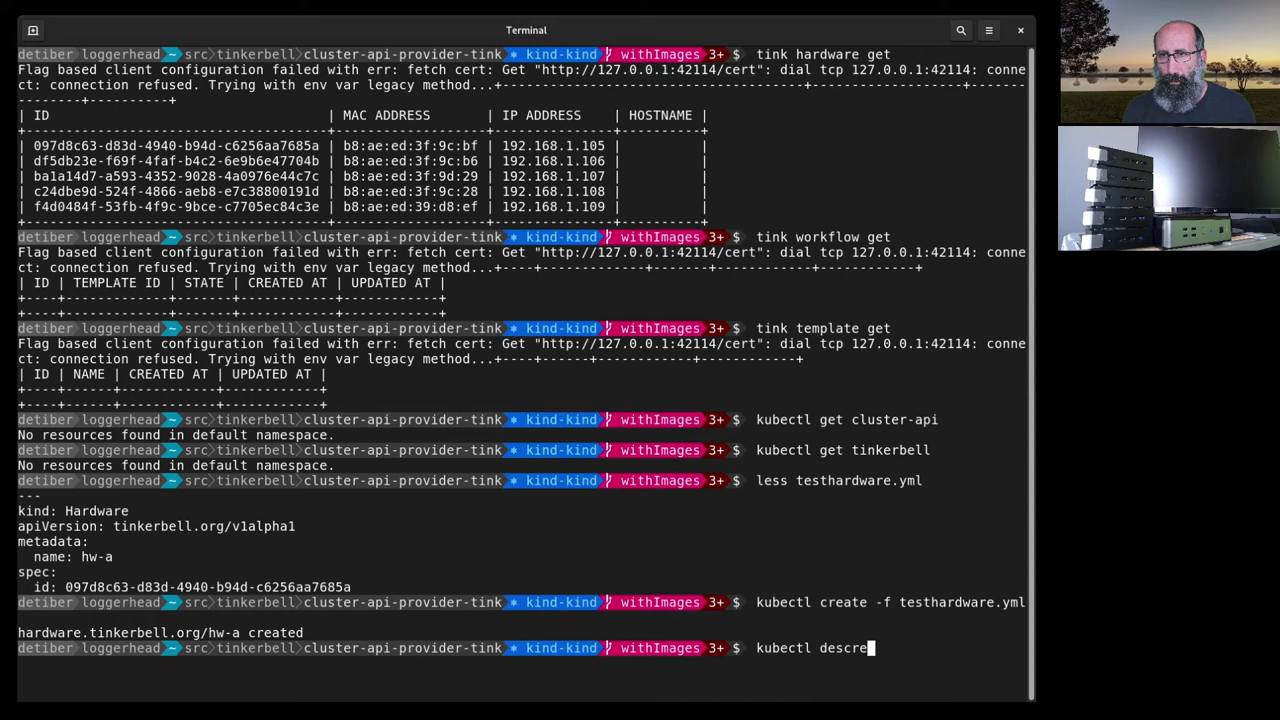 Terminal
detiber loggerhead ~ src tinkerbell cluster-api-provider-tink ⎈ kind-kind withImages 3+ $ tink hardware get
Flag based client configuration failed with err: fetch cert: Get "http://127.0.0.1:42114/cert": dial tcp 127.0.0.1:42114: conne
ct: connection refused. Trying with env var legacy method...+--------------------------------------+-------------------+-------
--------+----------+
| ID | MAC ADDRESS | IP ADDRESS | HOSTNAME |
+--------------------------------------+-------------------+---------------+----------+
| 097d8c63-d83d-4940-b94d-c6256aa7685a | b8:ae:ed:3f:9c:bf | 192.168.1.105 | |
| df5db23e-f69f-4faf-b4c2-6e9b6e47704b | b8:ae:ed:3f:9c:b6 | 192.168.1.106 | |
| ba1a14d7-a593-4352-9028-4a0976e44c7c | b8:ae:ed:3f:9d:29 | 192.168.1.107 | |
| c24dbe9d-524f-4866-aeb8-e7c38800191d | b8:ae:ed:3f:9c:28 | 192.168.1.108 | |
| f4d0484f-53fb-4f9c-9bce-c7705ec84c3e | b8:ae:ed:39:d8:ef | 192.168.1.109 | |
+--------------------------------------+-------------------+---------------+----------+
detiber loggerhead ~ src tinkerbell cluster-api-provider-tink ⎈ kind-kind withImages 3+ $ tink workflow get
Flag based client configuration failed with err: fetch cert: Get "http://127.0.0.1:42114/cert": dial tcp 127.0.0.1:42114: conne
ct: connection refused. Trying with env var legacy method...+----+-------------+-------+------------+------------+
| ID | TEMPLATE ID | STATE | CREATED AT | UPDATED AT |
+----+-------------+-------+------------+------------+
+----+-------------+-------+------------+------------+
detiber loggerhead ~ src tinkerbell cluster-api-provider-tink ⎈ kind-kind withImages 3+ $ tink template get
Flag based client configuration failed with err: fetch cert: Get "http://127.0.0.1:42114/cert": dial tcp 127.0.0.1:42114: conne
ct: connection refused. Trying with env var legacy method...+----+------+------------+------------+
| ID | NAME | CREATED AT | UPDATED AT |
+----+------+------------+------------+
+----+------+------------+------------+
detiber loggerhead ~ src tinkerbell cluster-api-provider-tink ⎈ kind-kind withImages 3+ $ kubectl get cluster-api
No resources found in default namespace.
detiber loggerhead ~ src tinkerbell cluster-api-provider-tink ⎈ kind-kind withImages 3+ $ kubectl get tinkerbell
No resources found in default namespace.
detiber loggerhead ~ src tinkerbell cluster-api-provider-tink ⎈ kind-kind withImages 3+ $ less testhardware.yml
---
kind: Hardware
apiVersion: tinkerbell.org/v1alpha1
metadata:
  name: hw-a
spec:
  id: 097d8c63-d83d-4940-b94d-c6256aa7685a
detiber loggerhead ~ src tinkerbell cluster-api-provider-tink ⎈ kind-kind withImages 3+ $ kubectl create -f testhardware.yml
hardware.tinkerbell.org/hw-a created
detiber loggerhead ~ src tinkerbell cluster-api-provider-tink ⎈ kind-kind withImages 3+ $ kubectl descre